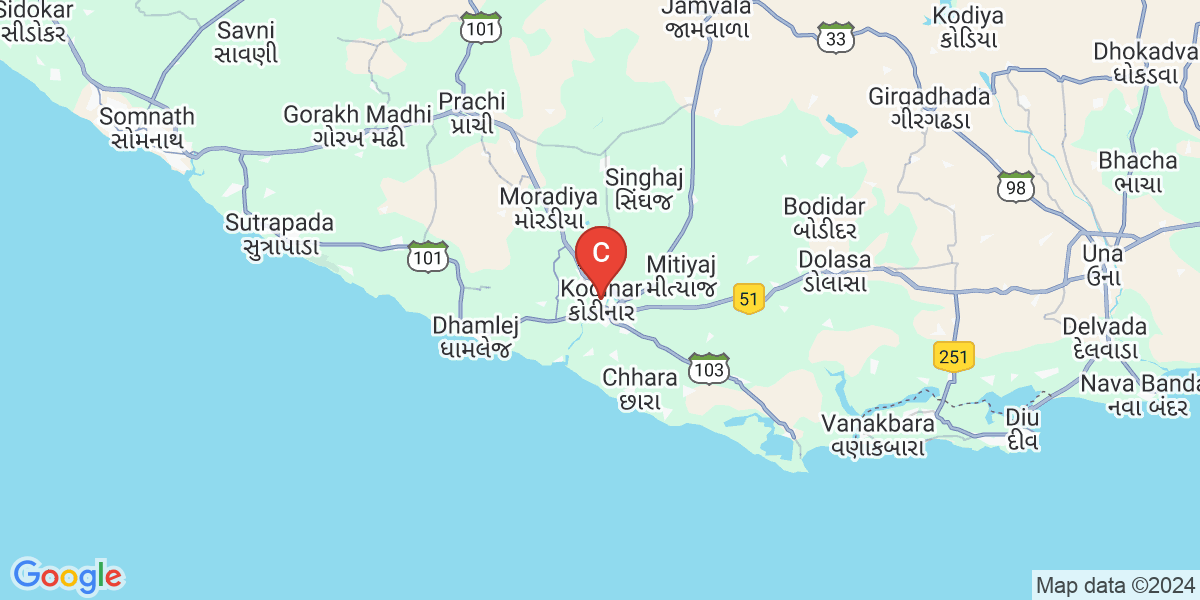 Sidokar
સીડોકર
Savni
સાવણી
101
Jamvala
જામવાળા
33
Kodiya
કોડિયા
Dhokadva
ધોકડવા
Somnath
સોમનાથ
Gorakh Madhi
ગોરખ મઢી
Prachi
પ્રાચી
Girgadhada
ગીરગઢડા
Bhacha
ભાચા
98
Moradiya
મોરડીયા
Singhaj
સિંઘજ
Bodidar
બોડીદર
Sutrapada
સુત્રાપાડા
101
C
Mitiyaj
મીત્યાજ
Dolasa
ડોલાસા
Una
ઉના
Kodinar
કોડીનાર
51
Dhamlej
ધામલેજ
Delvada
દેલવાડા
251
103
Chhara
છારા
Nava Banda
નવા બંદર
Vanakbara
વણાકબારા
Diu
દીવ
Google
Map data ©2024